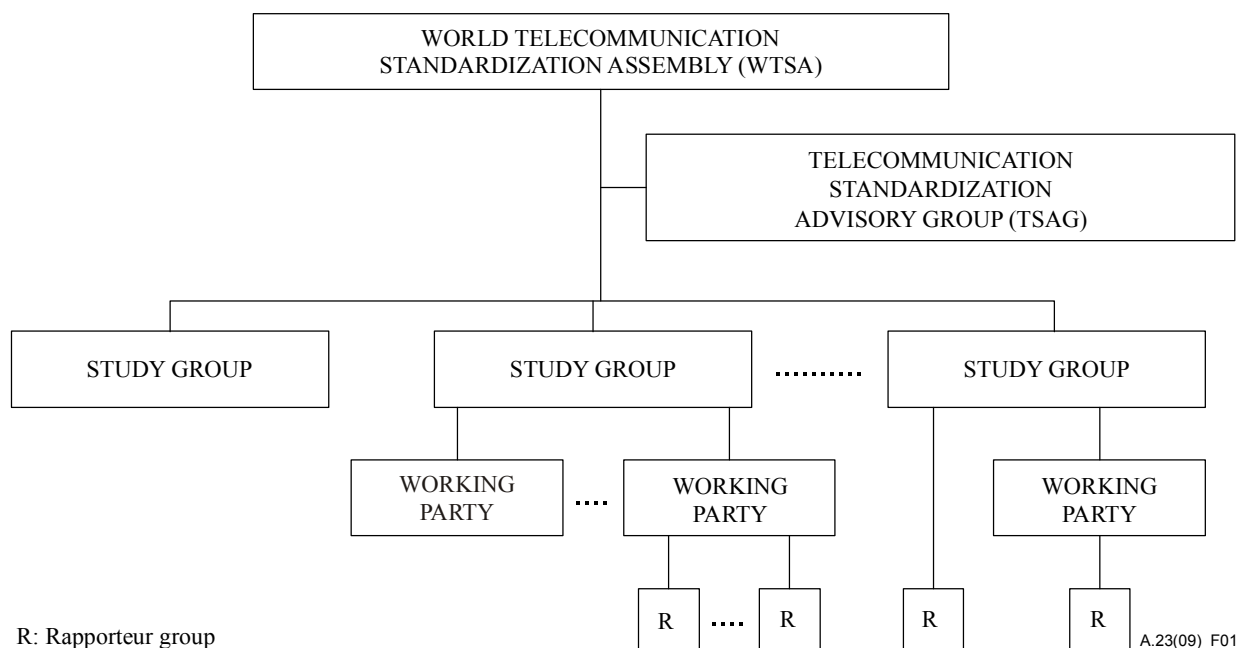 WORLD TELECOMMUNICATION
STANDARDIZATION ASSEMBLY (WTSA)
TELECOMMUNICATION
STANDARDIZATION
ADVISORY GROUP (TSAG)
STUDY GROUP
STUDY GROUP
..........
STUDY GROUP
WORKING
PARTY
....
WORKING
PARTY
WORKING
PARTY
R
....
R
R
R
R: Rapporteur group
A.23(09)_F01